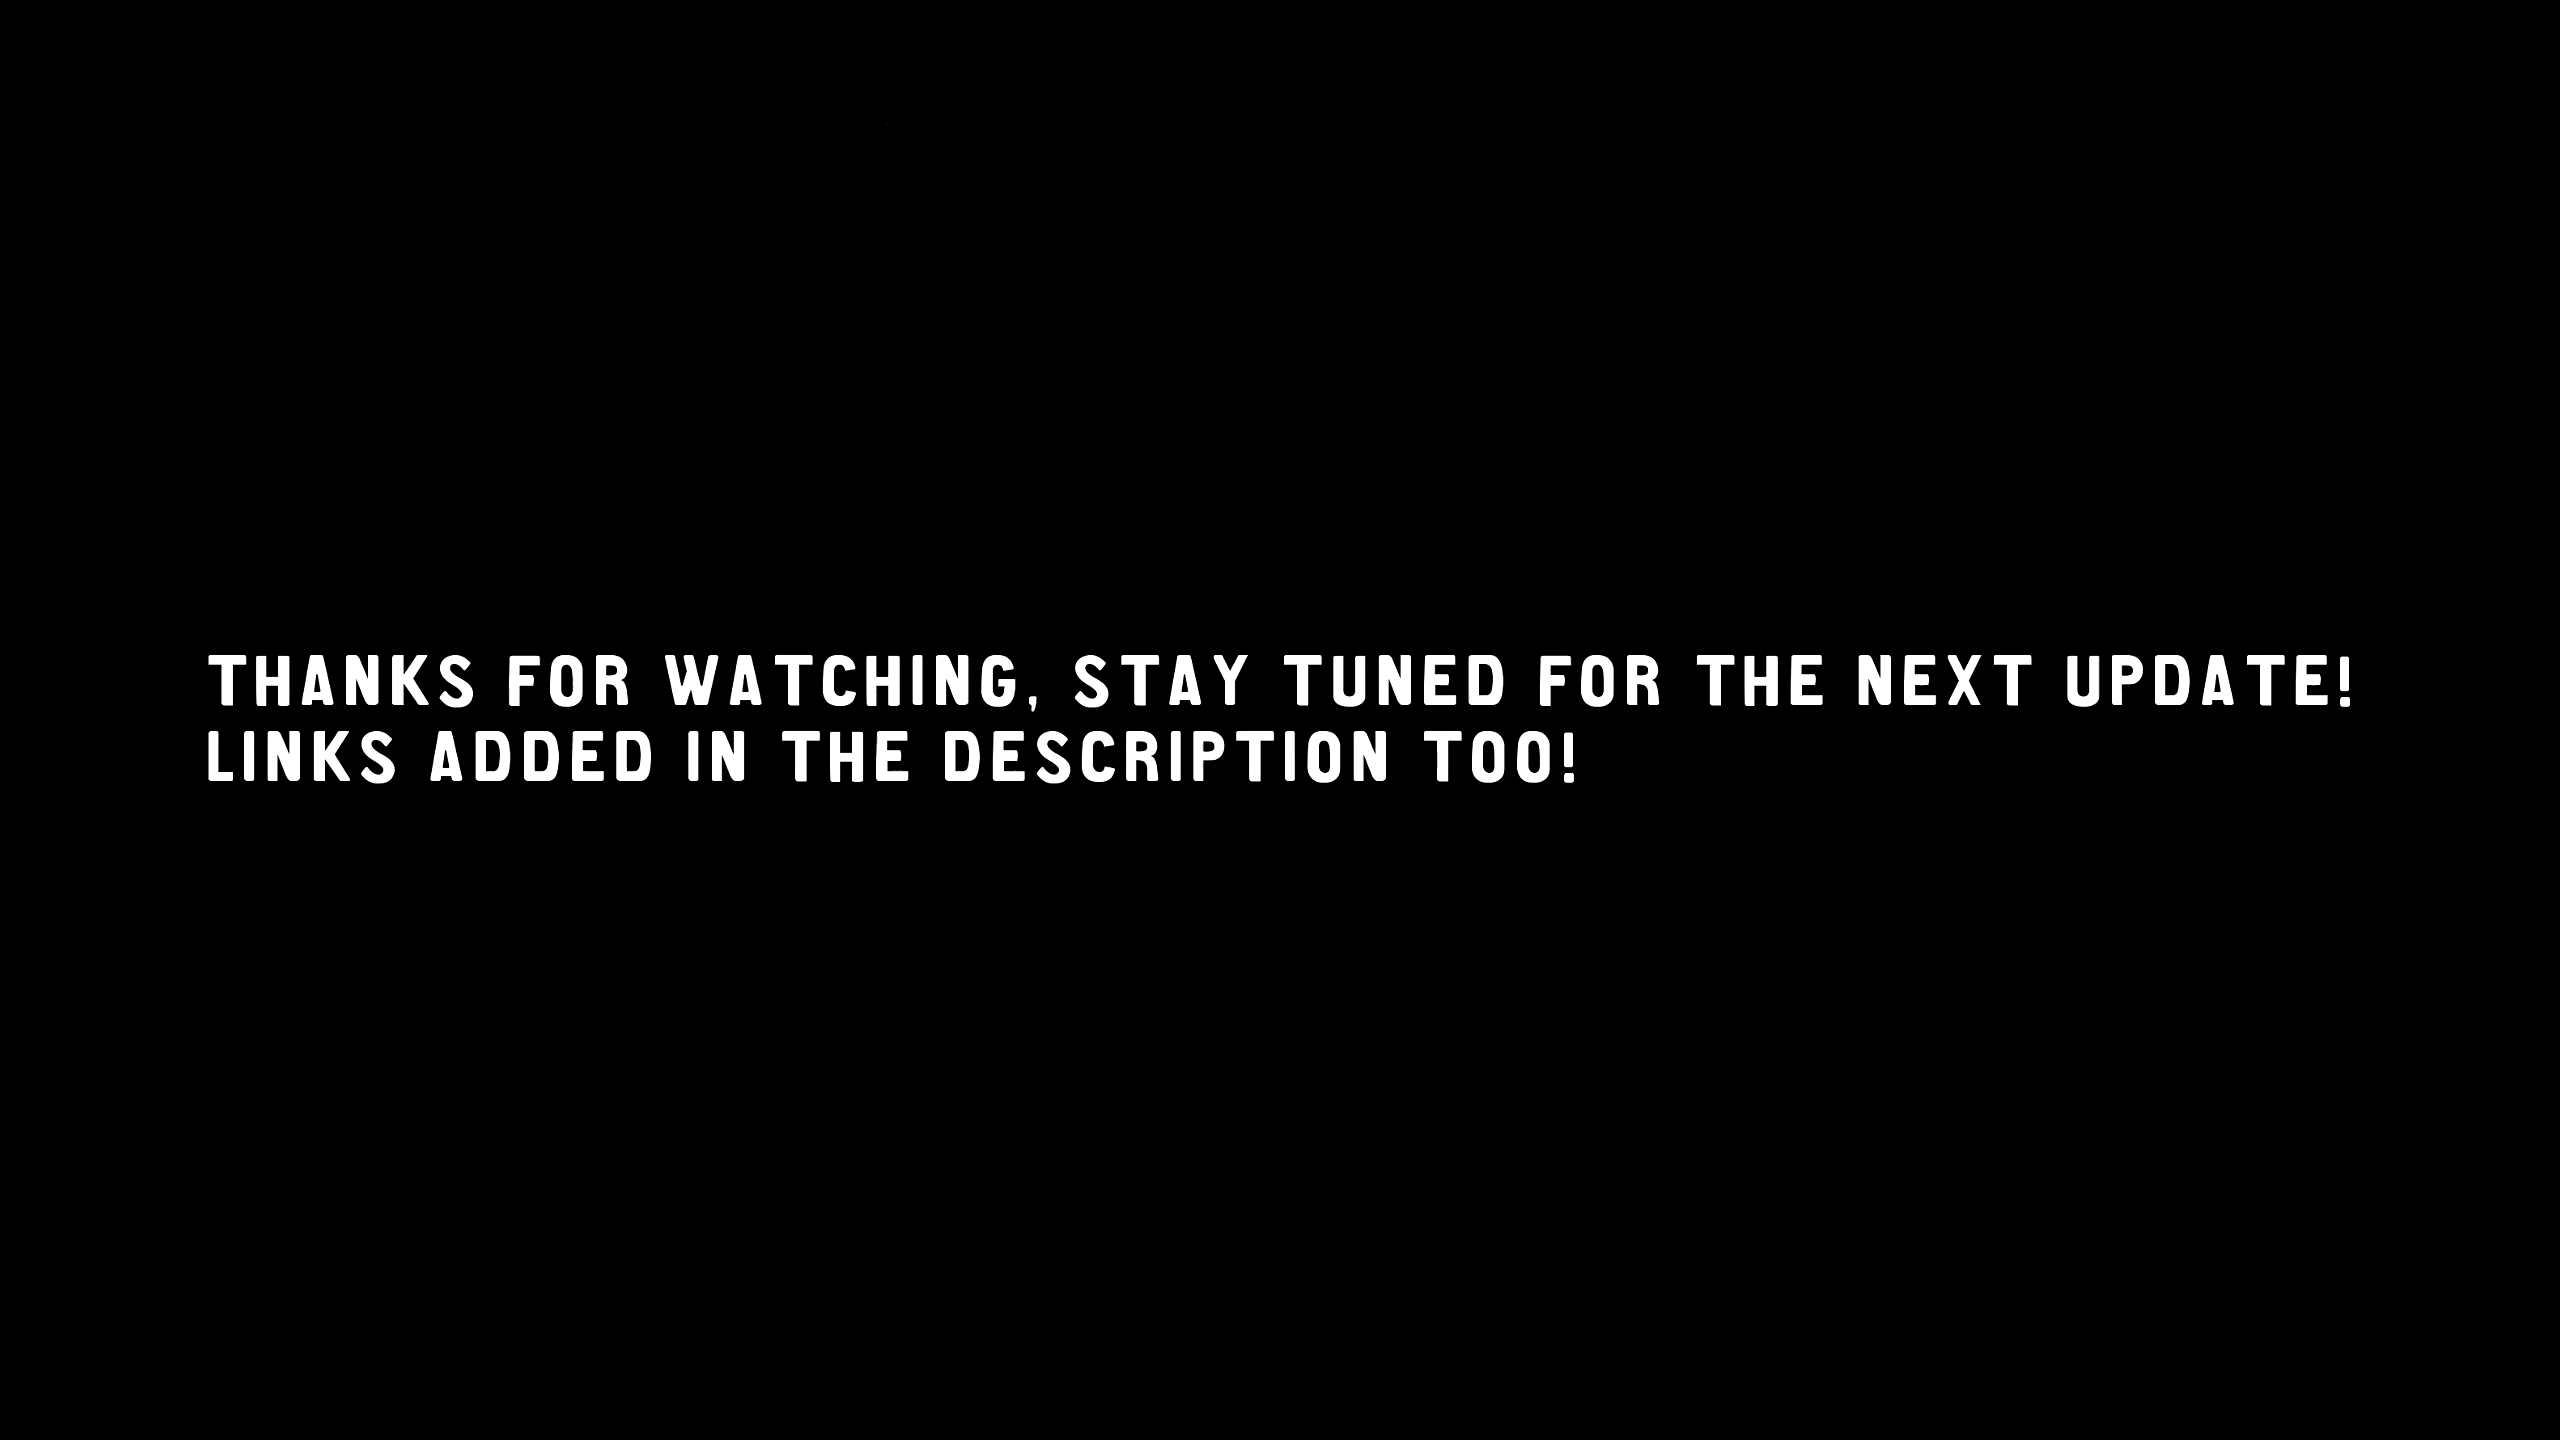 THANKS FOR WATCHING, STAY TUNED FOR THE NEXT UPDATE!
LINKS ADDED IN THE DESCRIPTION TOO!